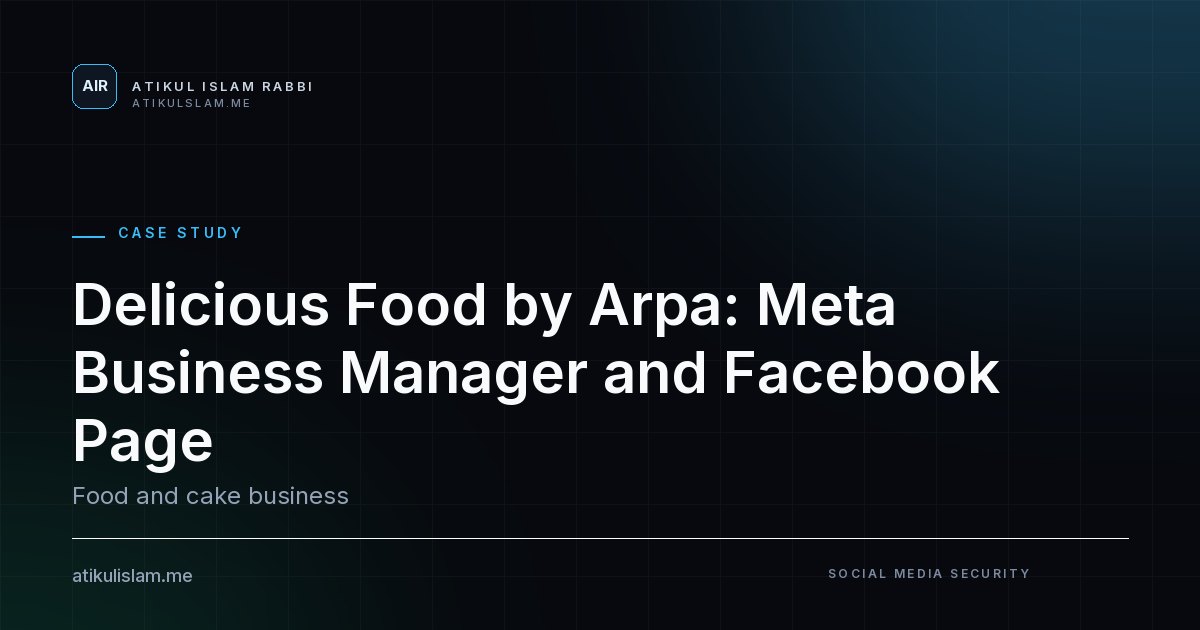 AIR
ATIKUL ISLAM RABBI
ATIKULSLAM.ME
CASE STUDY
Delicious Food by Arpa: Meta
Business Manager and Facebook
Page
Food and cake business
atikulislam.me
SOCIAL MEDIA SECURITY